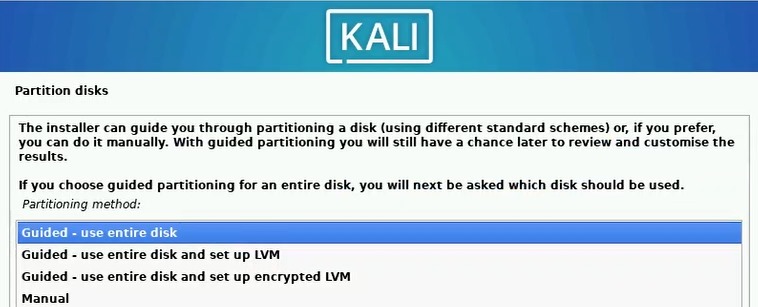 KALI
Partition disks
The installer can guide you through partitioning a disk (using different standard schemes) or, if you prefer,
you can do it manually. With guided partitioning you will still have a chance later to review and customise the
results.
If you choose guided partitioning for an entire disk, you will next be asked which disk should be used.
Partitioning method:
Guided - use entire disk
Guided - use entire disk and set up LVM
Guided - use entire disk and set up encrypted LVM
Manual